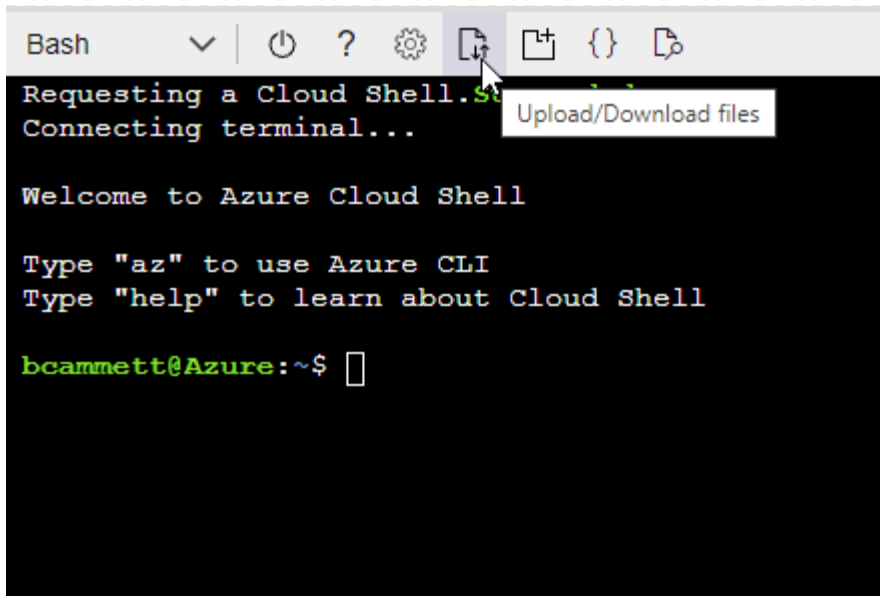 Bash
?
{}
Requesting a Cloud Shell.
Upload/Download files
Connecting terminal...
Welcome to Azure Cloud Shell
Type "az" to use Azure CLI
Type "help" to learn about Cloud Shell
bcammett@Azure:~$